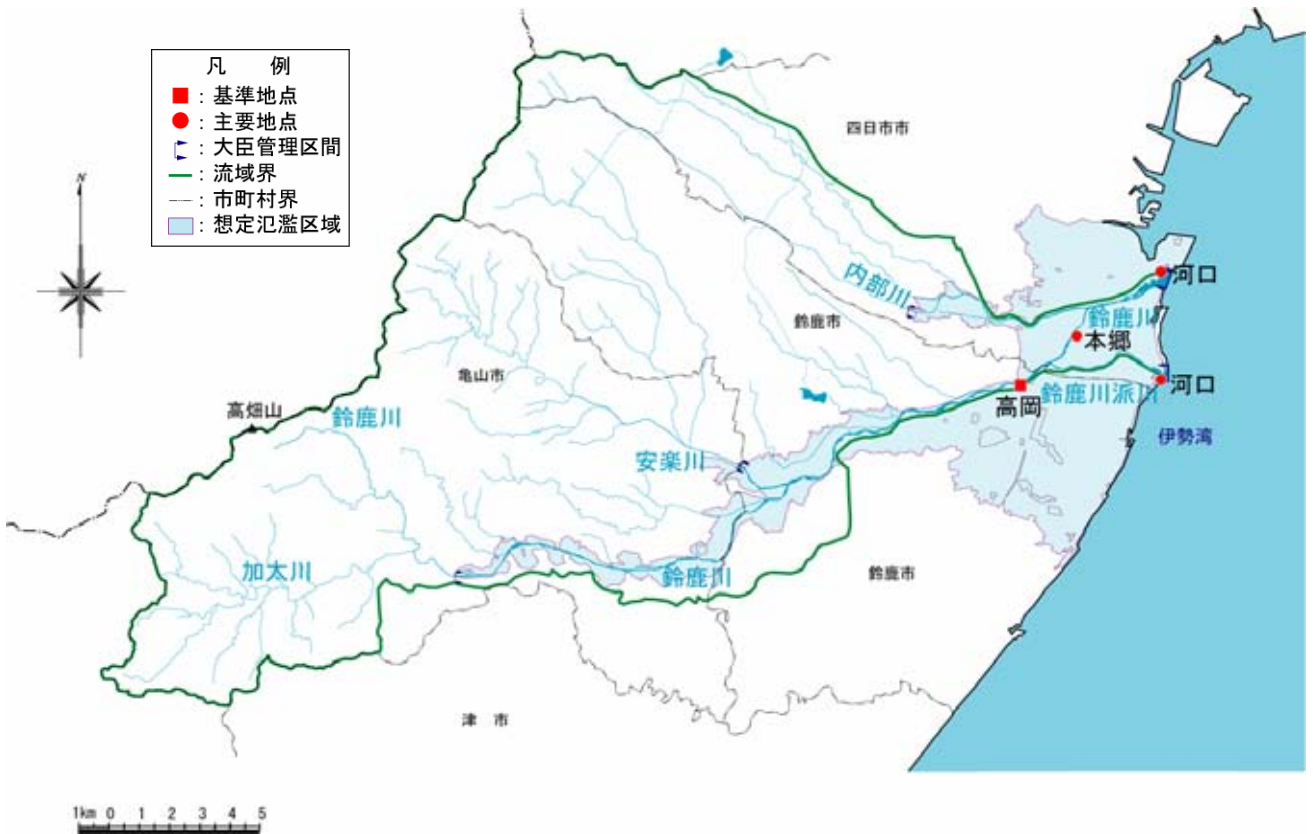 凡 例
■：基準地点
●：主要地点
：大臣管理区間
：流域界
：市町村界
：想定氾濫区域
N
四日市市
内部川
河口
鈴鹿川
本郷
鈴鹿市
亀山市
高畑山
鈴鹿川
高岡
鈴鹿川派川
河口
伊勢湾
安楽川
加太川
鈴鹿川
鈴鹿市
津 市
1km 0 1 2 3 4 5